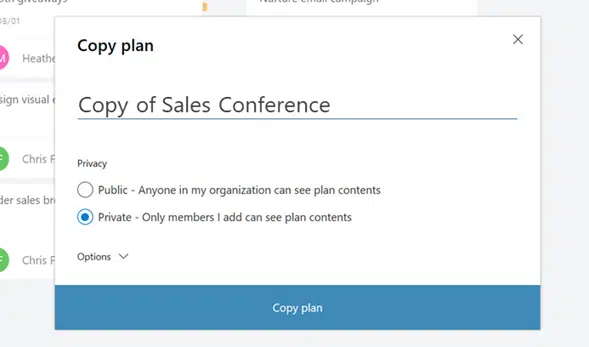 oth giveaways
Nurture email campaign
08/01
Copy plan
M
Heathe
Copy of Sales Conference
sign visual e
Chris F
Privacy
Public - Anyone in my organization can see plan contents
der sales bro
Private - Only members I add can see plan contents
Options
Chris F
Copy plan